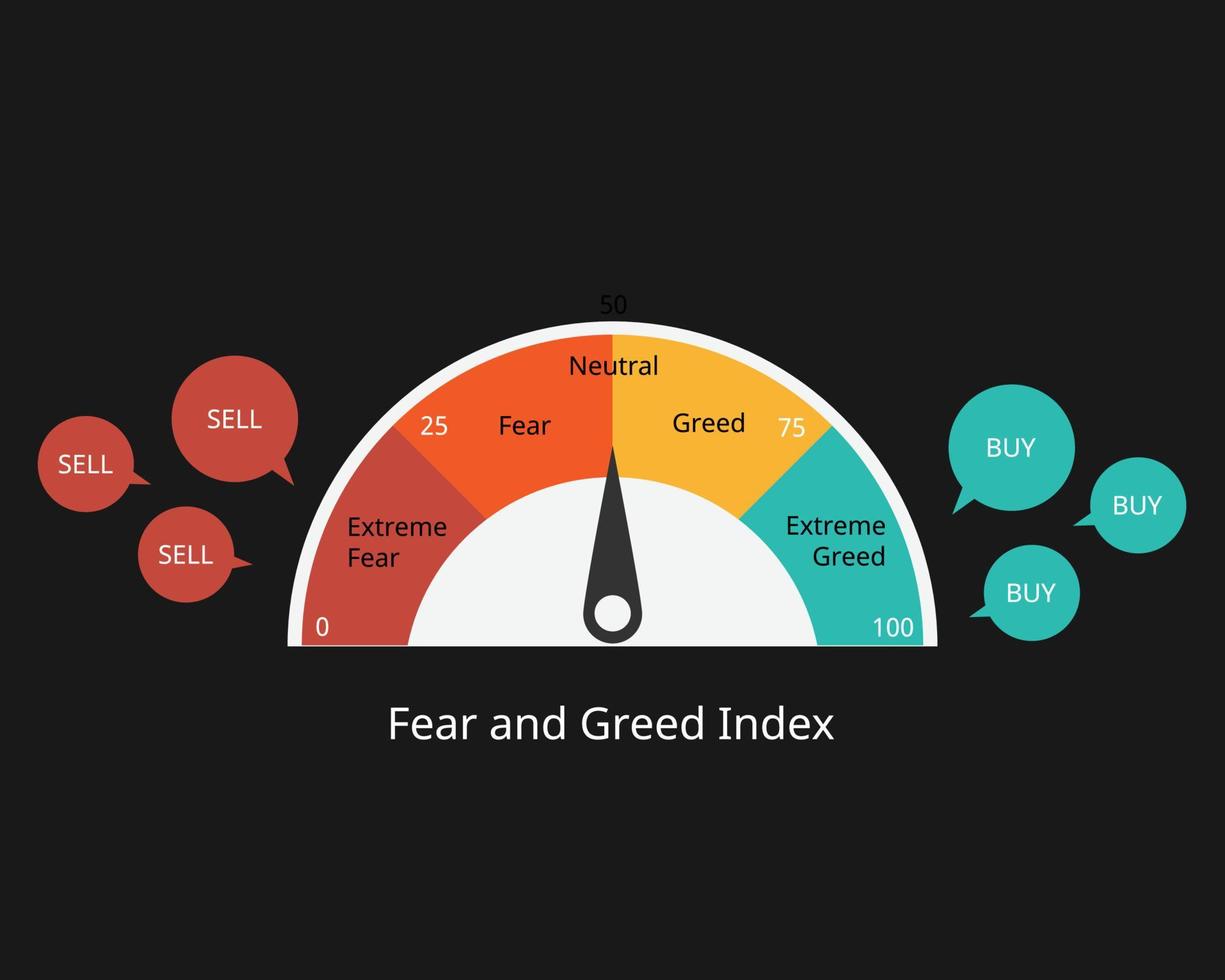 50
Neutral
SELL
SELL
SELL
25
Fear
Greed
75
BUY
BUY
BUY
Extreme
Fear
Extreme
Greed
0
100
Fear and Greed Index